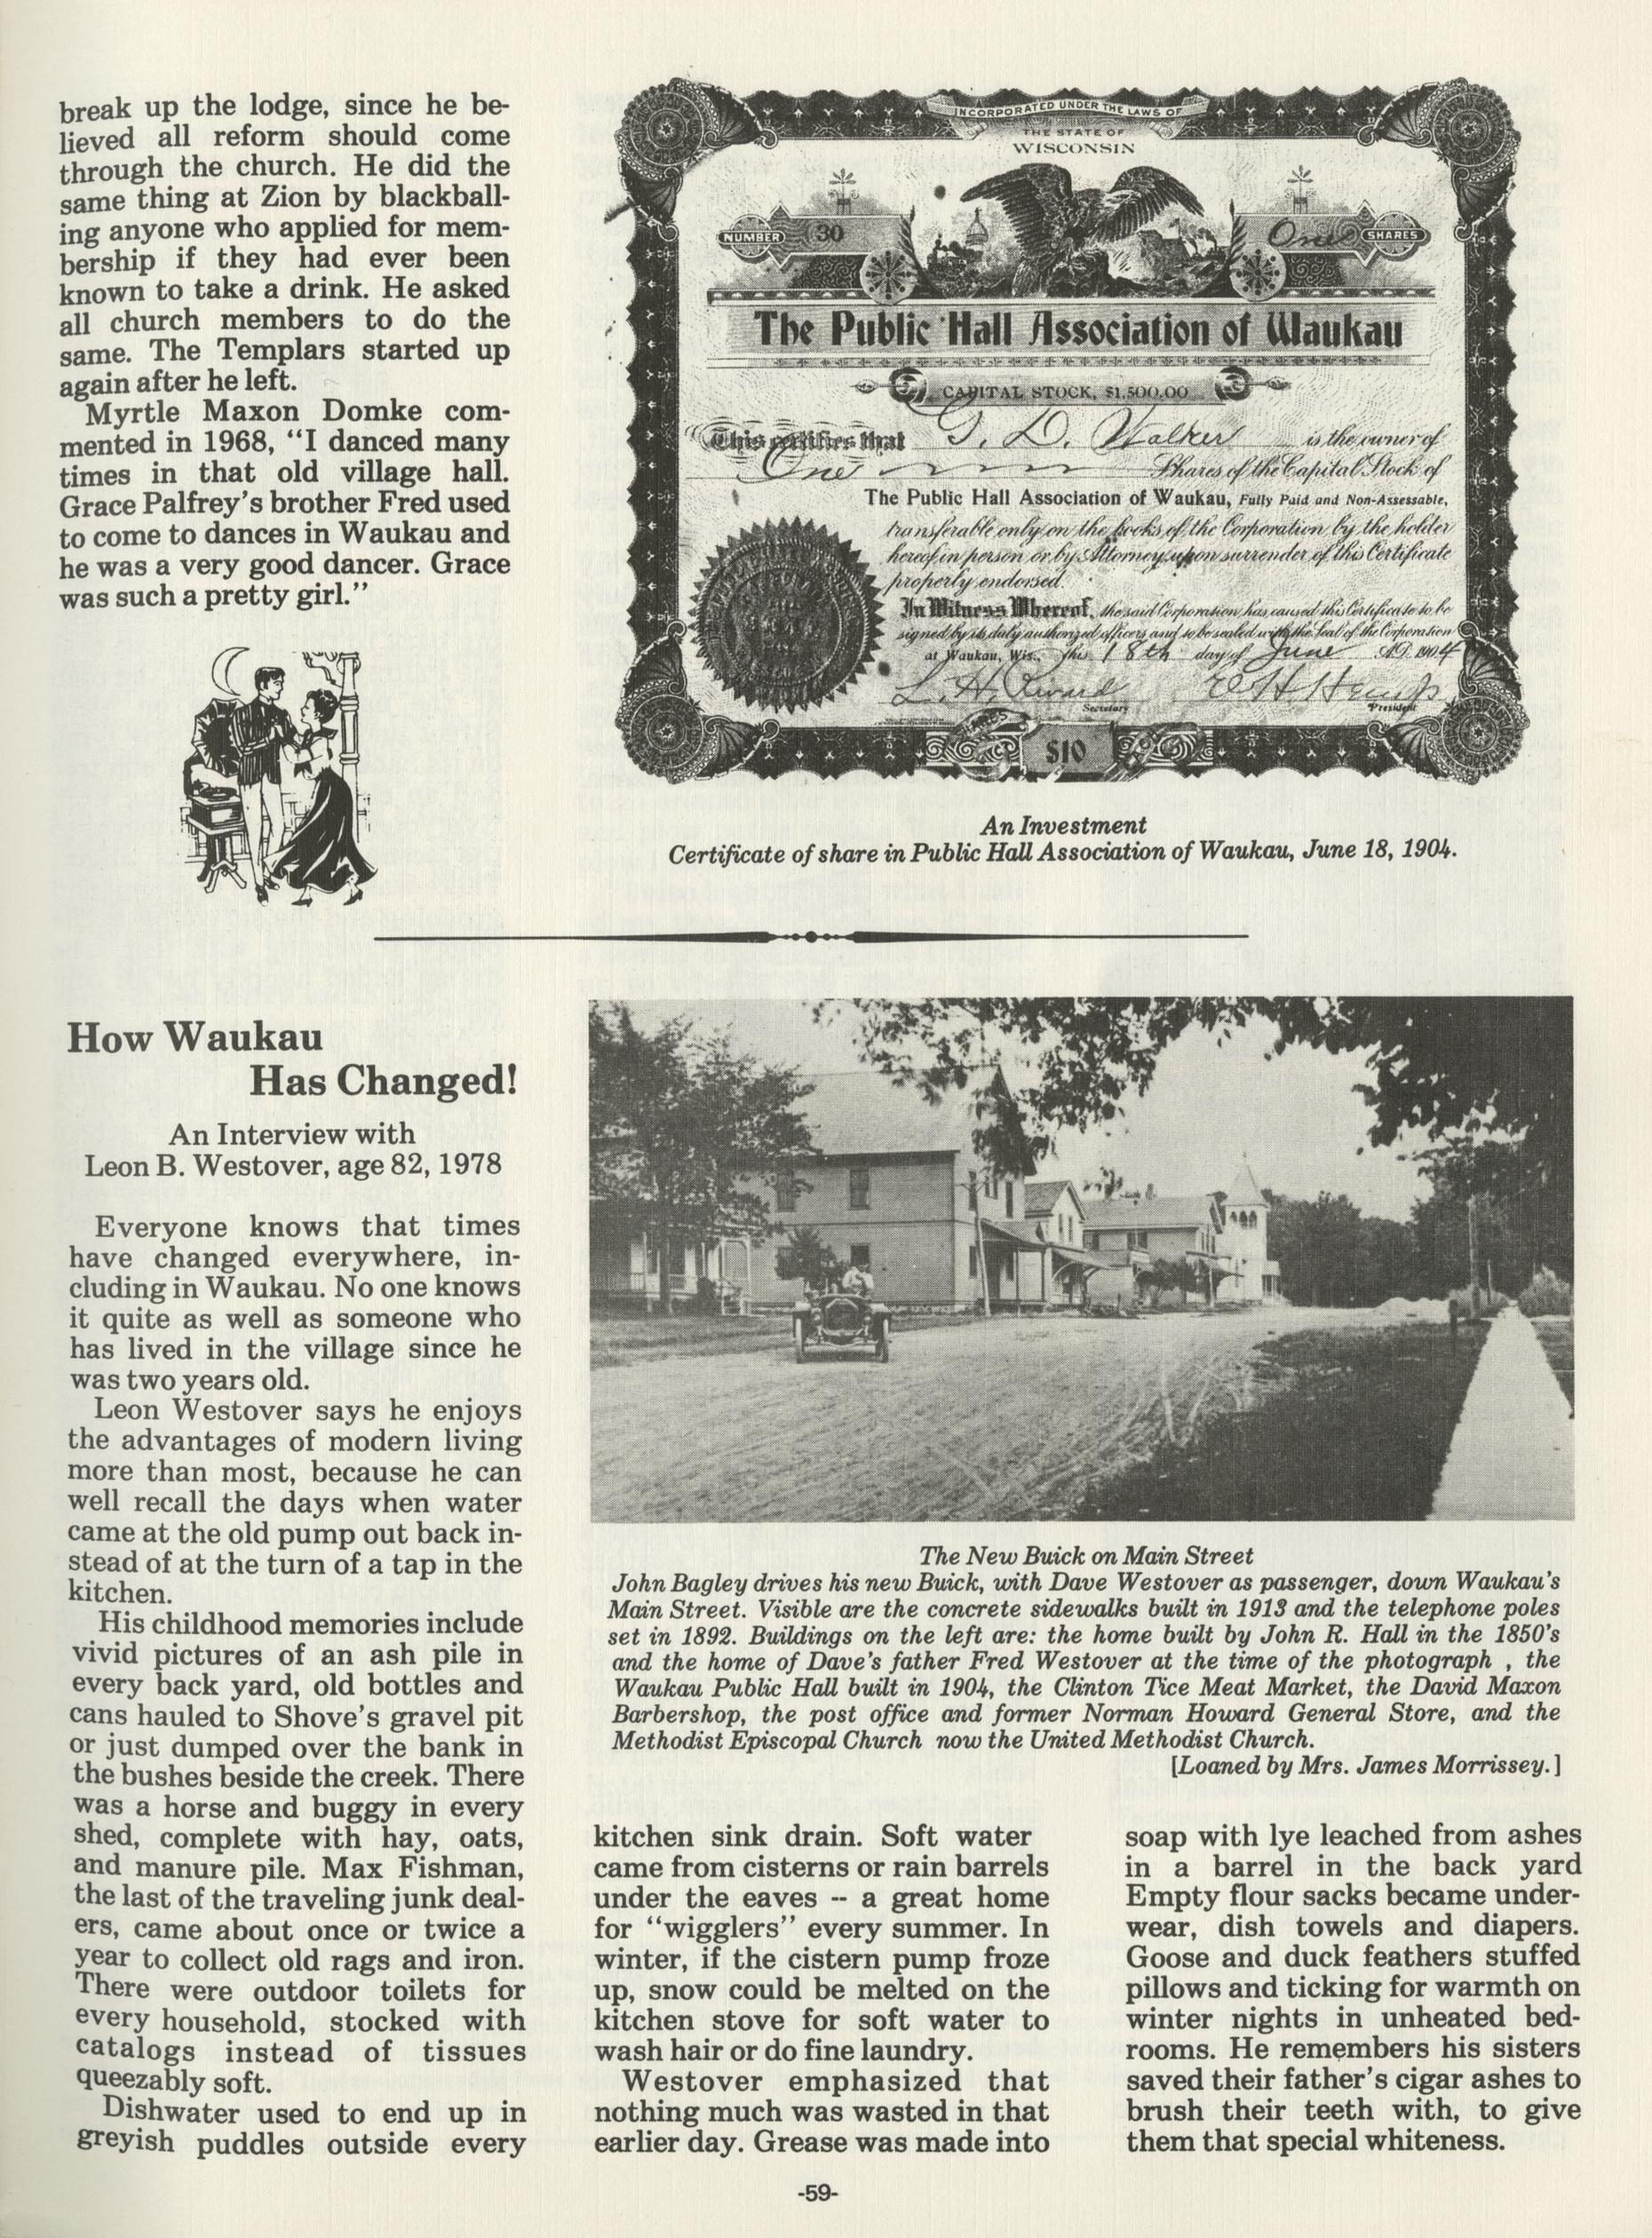 break up the lodge, since he be-
lieved all reform should come
through the church. He did the
same thing at Zion by blackball-
ing anyone who applied for mem-
bership if they had ever been
known to take a drink. He asked
all church members to do the
same. The Templars started up
again after he left.
Myrtle Maxon Domke com-
mented in 1968, “I danced many
times in that old village hall.
Grace Palfrey's brother Fred used
to come to dances in Waukau and
he was a very good dancer. Grace
was such a pretty girl.”
INCORPORATED UNDER THE LAWS OF
THE STATE OF
WISCONSIN
NUMBER 30
One SHARES
The Public Hall Association of Waukau
CAPITAL STOCK, $1,500.00
This certifies that G. D. Walker is the owner of
One Shares of the Capital Stock of
The Public Hall Association of Waukau, Fully Paid and Non-Assessable,
transferable only on the books of the Corporation by the holder
hereof in person or by Attorney upon surrender of this Certificate
properly endorsed.
In Witness Whereof, the said Corporation has caused this Certificate to be
signed by its duly authorized officers and to be sealed with the Seal of the Corporation
at Waukau, Wis., this 18th day of June A.D. 1904
L. H.
Secretary
President
SHARES
$10
An Investment
Certificate of share in Public Hall Association of Waukau, June 18, 1904.
How Waukau
Has Changed!
An Interview with
Leon B. Westover, age 82, 1978
Everyone knows that times
have changed everywhere, in-
cluding in Waukau. No one knows
it quite as well as someone who
has lived in the village since he
was two years old.
Leon Westover says he enjoys
the advantages of modern living
more than most, because he can
well recall the days when water
came at the old pump out back in-
stead of at the turn of a tap in the
kitchen.
His childhood memories include
vivid pictures of an ash pile in
every back yard, old bottles and
cans hauled to Shove's gravel pit
or just dumped over the bank in
the bushes beside the creek. There
was a horse and buggy in every
shed, complete with hay, oats,
and manure pile. Max Fishman,
the last of the traveling junk deal-
ers, came about once or twice a
year to collect old rags and iron.
There were outdoor toilets for
every household, stocked with
catalogs instead of tissues
queezably soft.
Dishwater used to end up in
greyish puddles outside every
The New Buick on Main Street
John Bagley drives his new Buick, with Dave Westover as passenger, down Waukau's
Main Street. Visible are the concrete sidewalks built in 1913 and the telephone poles
set in 1892. Buildings on the left are: the home built by John R. Hall in the 1850's
and the home of Dave's father Fred Westover at the time of the photograph , the
Waukau Public Hall built in 1904, the Clinton Tice Meat Market, the David Maxon
Barbershop, the post office and former Norman Howard General Store, and the
Methodist Episcopal Church now the United Methodist Church.
[Loaned by Mrs. James Morrissey.]
kitchen sink drain. Soft water
came from cisterns or rain barrels
under the eaves -- a great home
for “wigglers” every summer. In
winter, if the cistern pump froze
up, snow could be melted on the
kitchen stove for soft water to
wash hair or do fine laundry.
Westover emphasized that
nothing much was wasted in that
earlier day. Grease was made into
soap with lye leached from ashes
in a barrel in the back yard
Empty flour sacks became under-
wear, dish towels and diapers.
Goose and duck feathers stuffed
pillows and ticking for warmth on
winter nights in unheated bed-
rooms. He remembers his sisters
saved their father's cigar ashes to
brush their teeth with, to give
them that special whiteness.
-59-